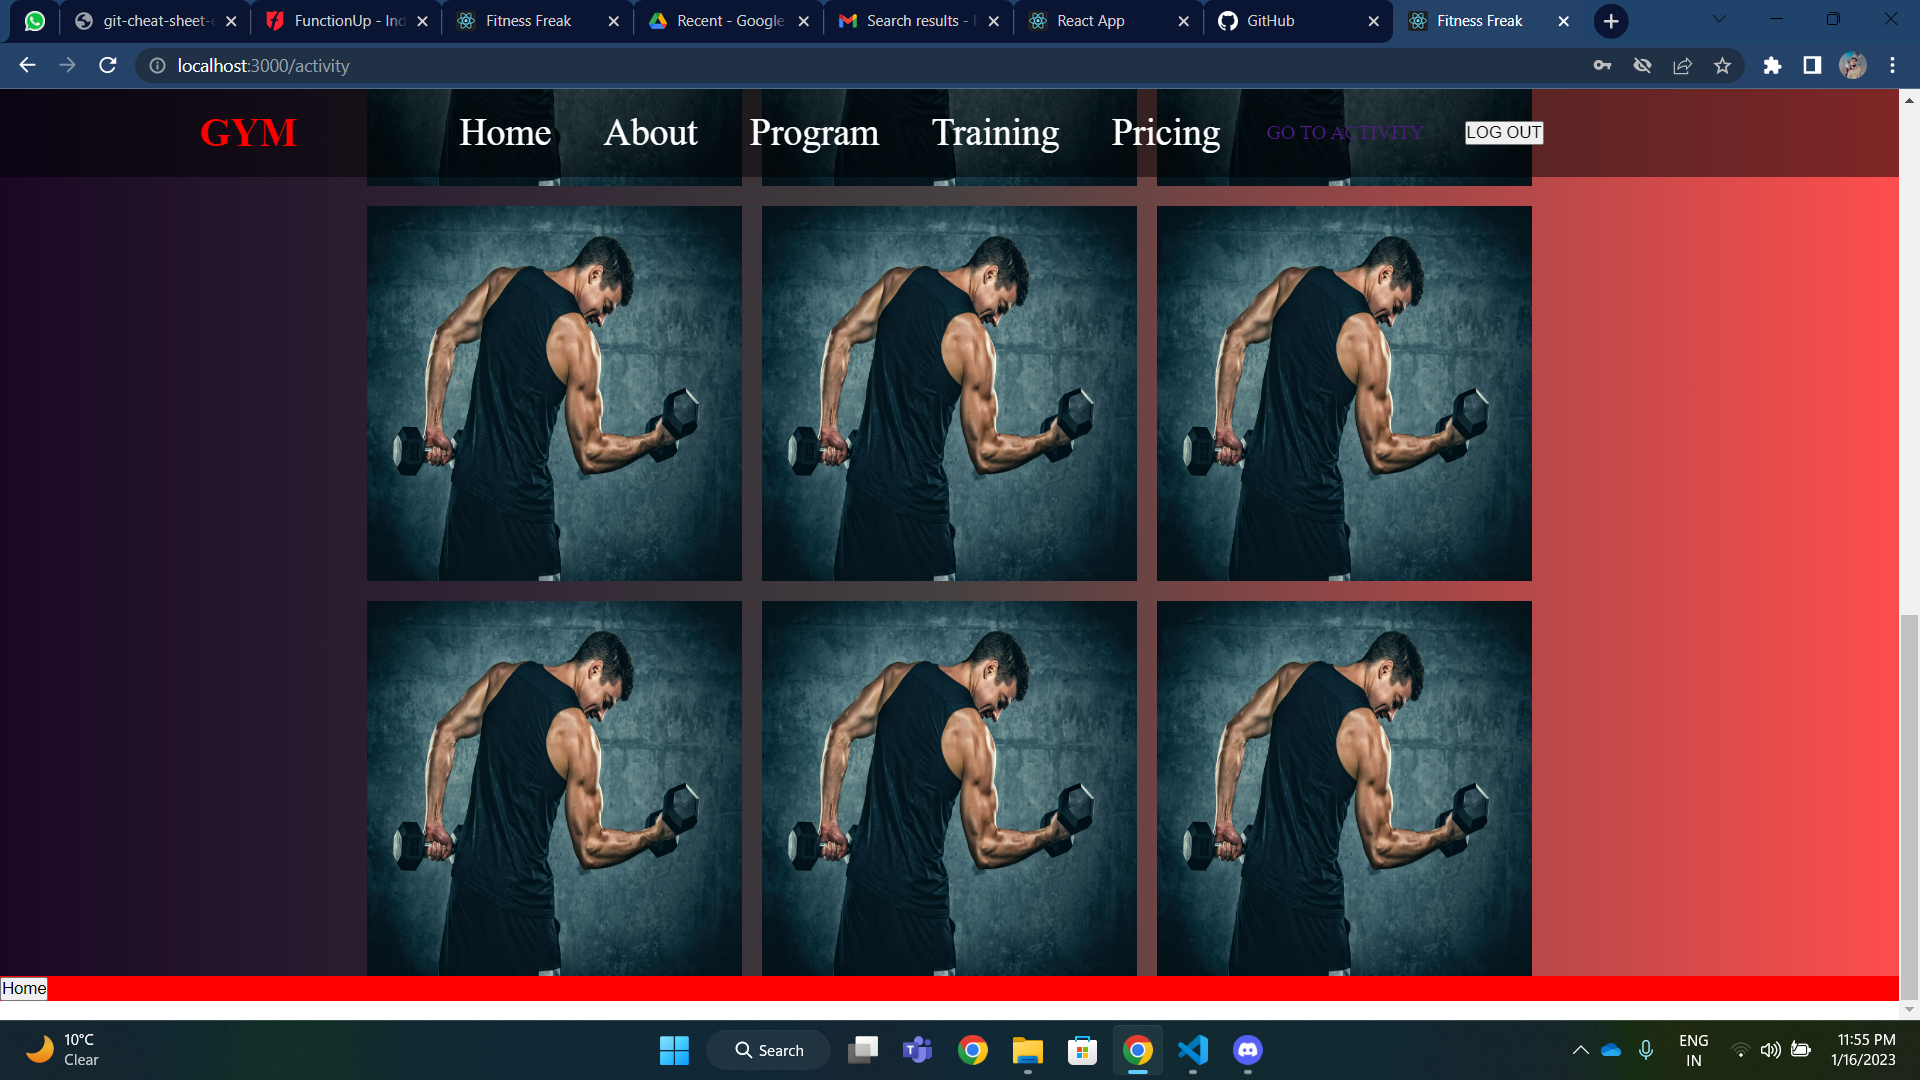 git-cheat-sheet-e
FunctionUp - Ind
Fitness Freak
Recent - Google
Search results - h
React App
GitHub
Fitness Freak
localhost:3000/activity
GYM
Home
About
Program
Training
Pricing
GO TO ACTIVITY
LOG OUT
Home
10°C
Clear
Search
ENG
IN
11:55 PM
1/16/2023